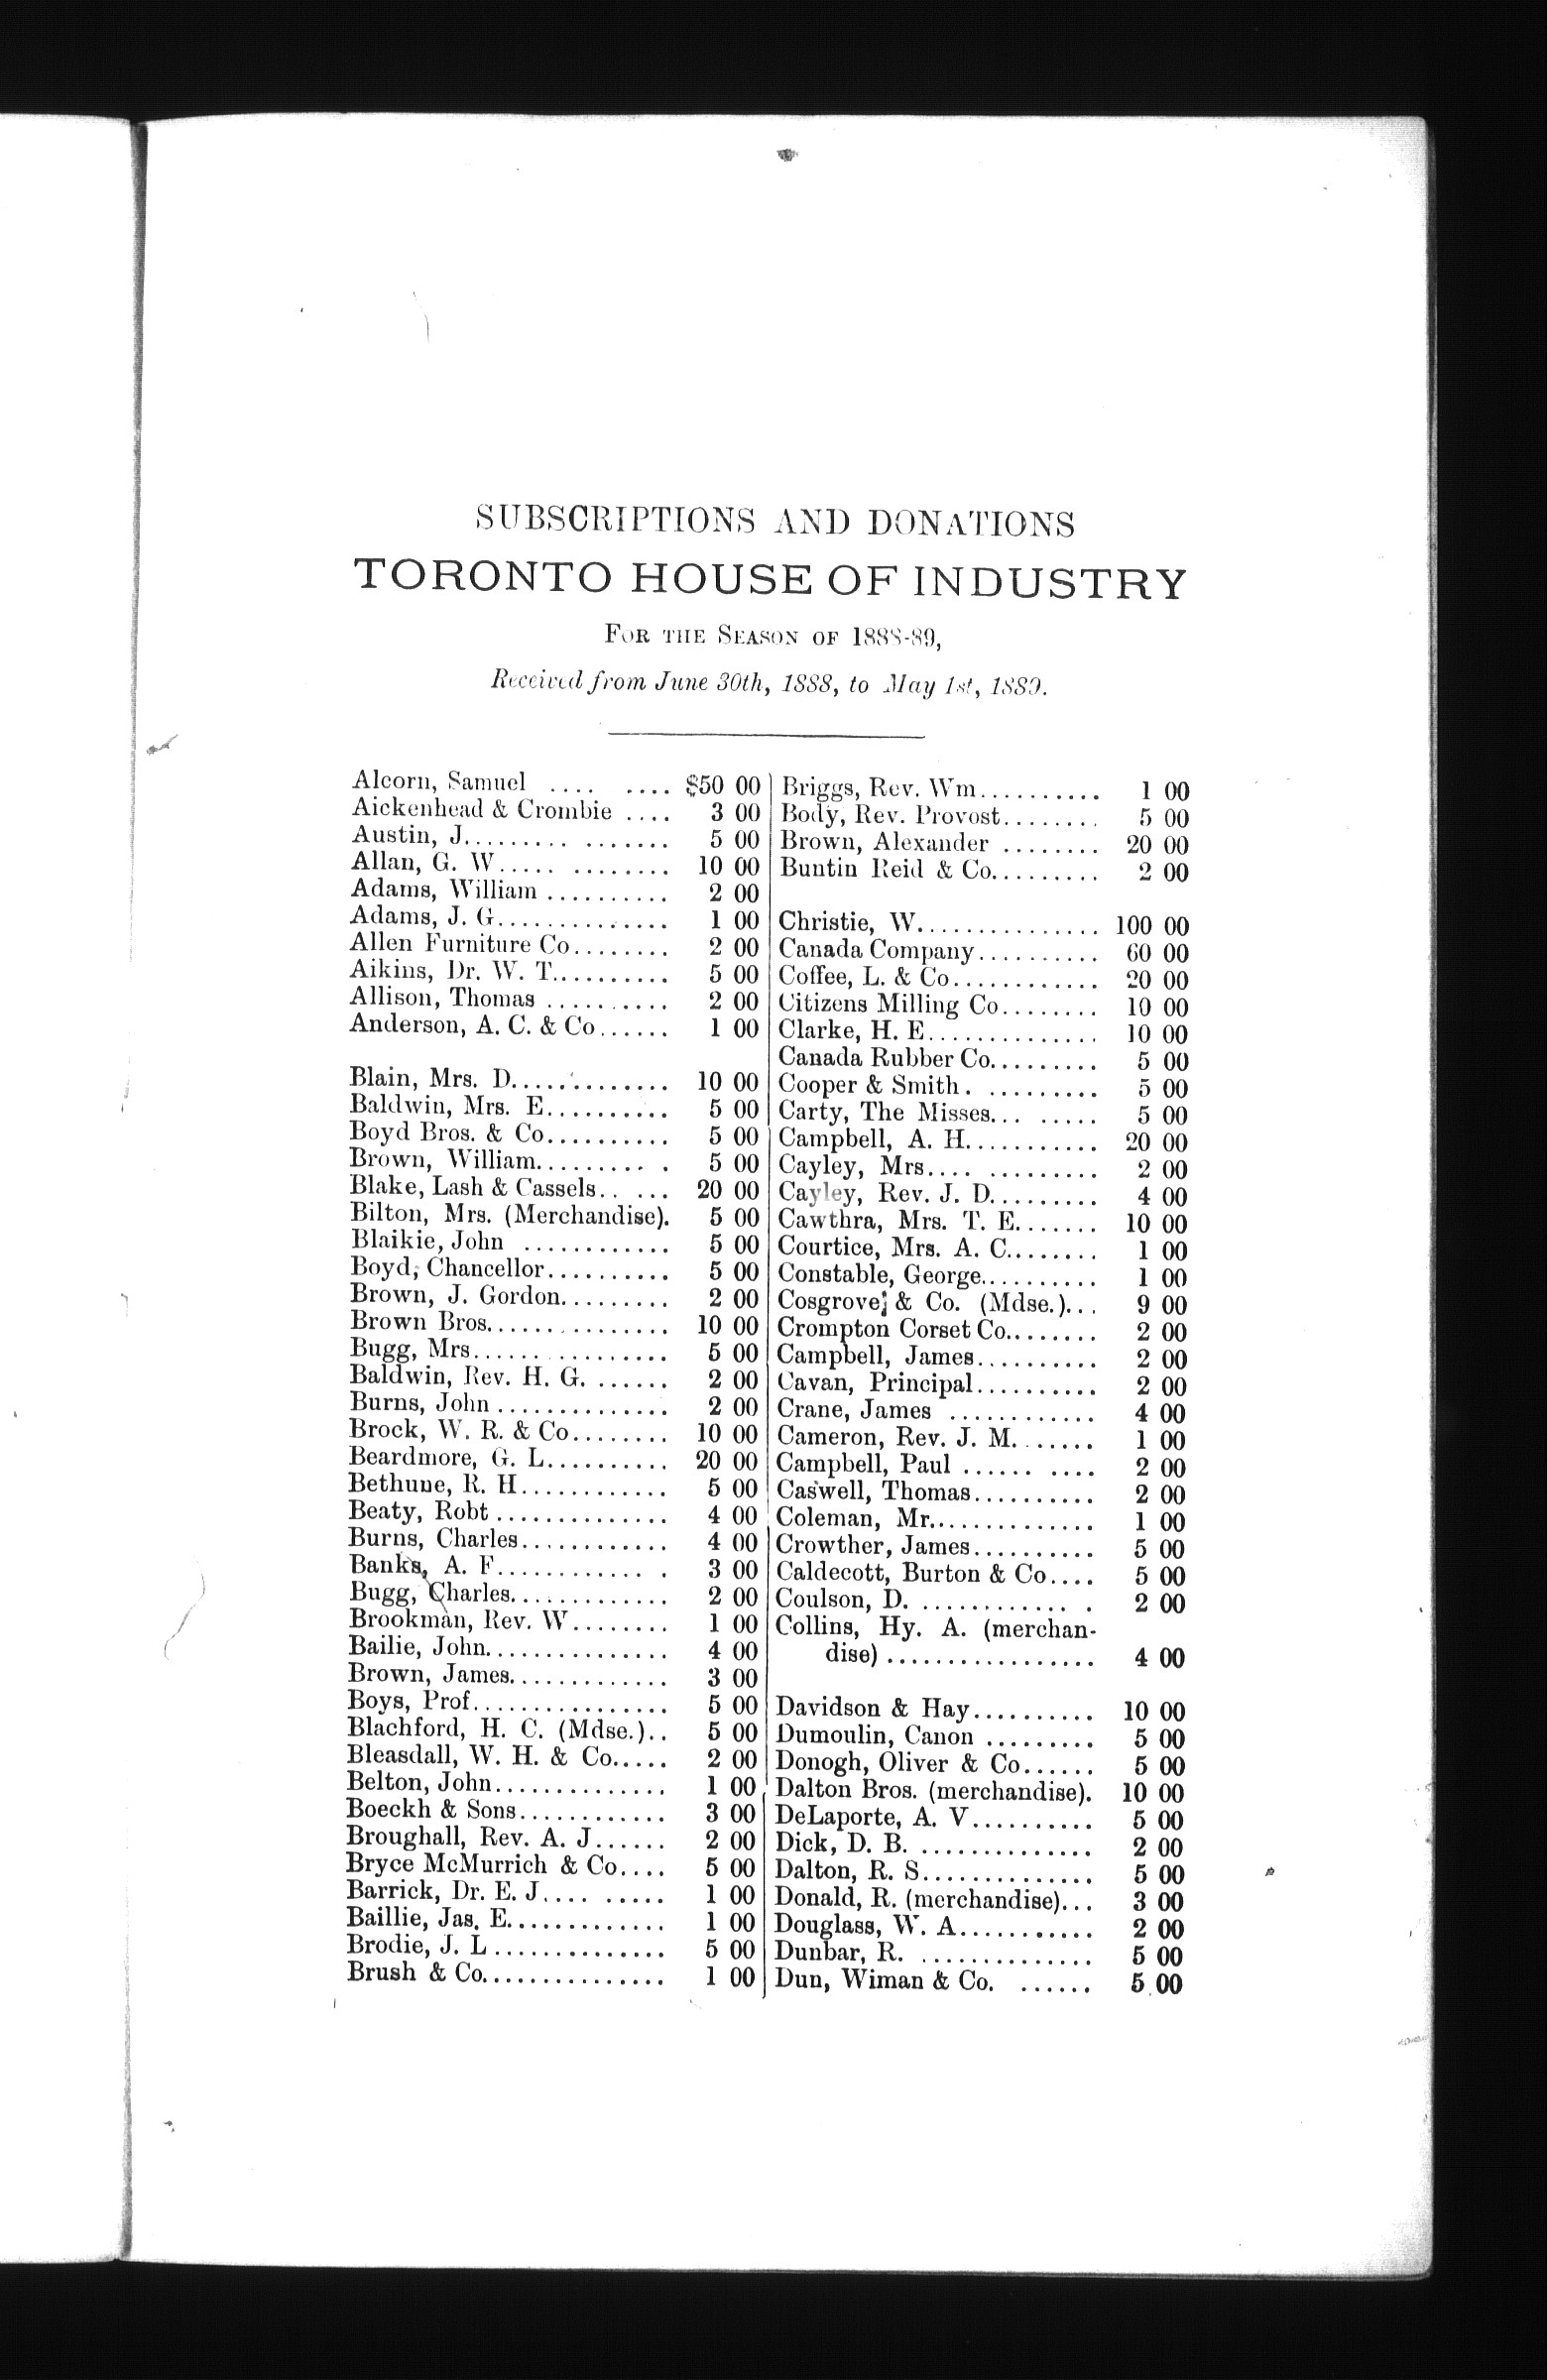 SUBSCRIPTIONS AND DONATIONS
TORONTO HOUSE OF INDUSTRY
FOR THE SEASON OF 1888-89,
Received from June 30th, 1888, to May 1st, 1889.
Alcorn, Samuel .... .... $50 00
Aickenhead & Crombie .... 3 00
Austin, J.......... ....... 5 00
Allan, G. W..... ........ 10 00
Adams, William ........... 2 00
Adams, J. G............... 1 00
Allen Furniture Co........ 2 00
Aikins, Dr. W. T.......... 5 00
Allison, Thomas ........... 2 00
Anderson, A. C. & Co...... 1 00
Blain, Mrs. D............. 10 00
Baldwin, Mrs. E.......... 5 00
Boyd Bros. & Co.......... 5 00
Brown, William.......... . 5 00
Blake, Lash & Cassels.. ... 20 00
Bilton, Mrs. (Merchandise). 5 00
Blaikie, John ............ 5 00
Boyd, Chancellor.......... 5 00
Brown, J. Gordon......... 2 00
Brown Bros............... 10 00
Bugg, Mrs................ 5 00
Baldwin, Rev. H. G. ...... 2 00
Burns, John .............. 2 00
Brock, W. R. & Co........ 10 00
Beardmore, G. L.......... 20 00
Bethune, R. H............ 5 00
Beaty, Robt .............. 4 00
Burns, Charles............ 4 00
Banks, A. F............. . 3 00
Bugg, Charles............. 2 00
Brookman, Rev. W........ 1 00
Bailie, John............... 4 00
Brown, James............. 3 00
Boys, Prof................ 5 00
Blachford, H. C. (Mdse.).. 5 00
Bleasdall, W. H. & Co..... 2 00
Belton, John.............. 1 00
Boeckh & Sons............ 3 00
Broughall, Rev. A. J...... 2 00
Bryce McMurrich & Co.... 5 00
Barrick, Dr. E. J.... ..... 1 00
Baillie, Jas. E............. 1 00
Brodie, J. L .............. 5 00
Brush & Co............... 1 00
Briggs, Rev. Wm.......... 1 00
Body, Rev. Provost........ 5 00
Brown, Alexander ........ 20 00
Buntin Reid & Co......... 2 00
Christie, W............... 100 00
Canada Company.......... 60 00
Coffee, L. & Co............ 20 00
Citizens Milling Co........ 10 00
Clarke, H. E.............. 10 00
Canada Rubber Co......... 5 00
Cooper & Smith. ......... 5 00
Carty, The Misses... ..... 5 00
Campbell, A. H........... 20 00
Cayley, Mrs.... ......... 2 00
Cayley, Rev. J. D......... 4 00
Cawthra, Mrs. T. E....... 10 00
Courtice, Mrs. A. C........ 1 00
Constable, George.......... 1 00
Cosgrove & Co. (Mdse.)... 9 00
Crompton Corset Co........ 2 00
Campbell, James.......... 2 00
Cavan, Principal.......... 2 00
Crane, James ............ 4 00
Cameron, Rev. J. M....... 1 00
Campbell, Paul ...... .... 2 00
Caswell, Thomas.......... 2 00
Coleman, Mr.............. 1 00
Crowther, James.......... 5 00
Caldecott, Burton & Co.... 5 00
Coulson, D. ............ . 2 00
Collins, Hy. A. (merchan-
dise) ................. 4 00
Davidson & Hay.......... 10 00
Dumoulin, Canon ......... 5 00
Donogh, Oliver & Co...... 5 00
Dalton Bros. (merchandise). 10 00
DeLaporte, A. V.......... 5 00
Dick, D. B. .............. 2 00
Dalton, R. S.............. 5 00
Donald, R. (merchandise)... 3 00
Douglass, W. A........... 2 00
Dunbar, R. .............. 5 00
Dun, Wiman & Co. ...... 5 00